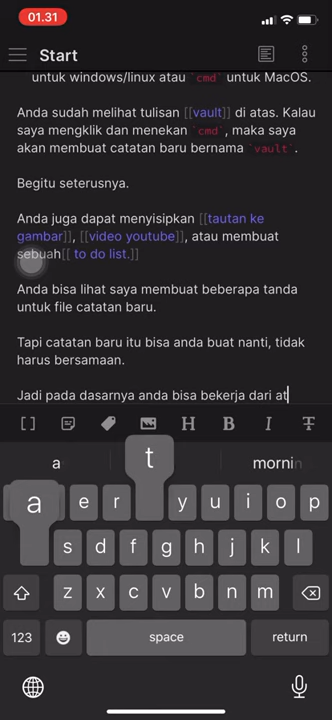 01.31
Start
untuk windows/linux atau cmd untuk MacOS.
Anda sudah melihat tulisan [[vault]] di atas. Kalau
saya mengklik dan menekan cmd, maka saya
akan membuat catatan baru bernama vault.
Begitu seterusnya.
Anda juga dapat menyisipkan [[tautan ke
gambar]], [[video youtube]], atau membuat
sebuah[[ to do list.]]
Anda bisa lihat saya membuat beberapa tanda
untuk file catatan baru.
Tapi catatan baru itu bisa anda buat nanti, tidak
harus bersamaan.
Jadi pada dasarnya anda bisa bekerja dari at
[ ] H B I T
a t mornin
a e r y u i o p
s d f g h j k l
z x c v b n m
123 space return